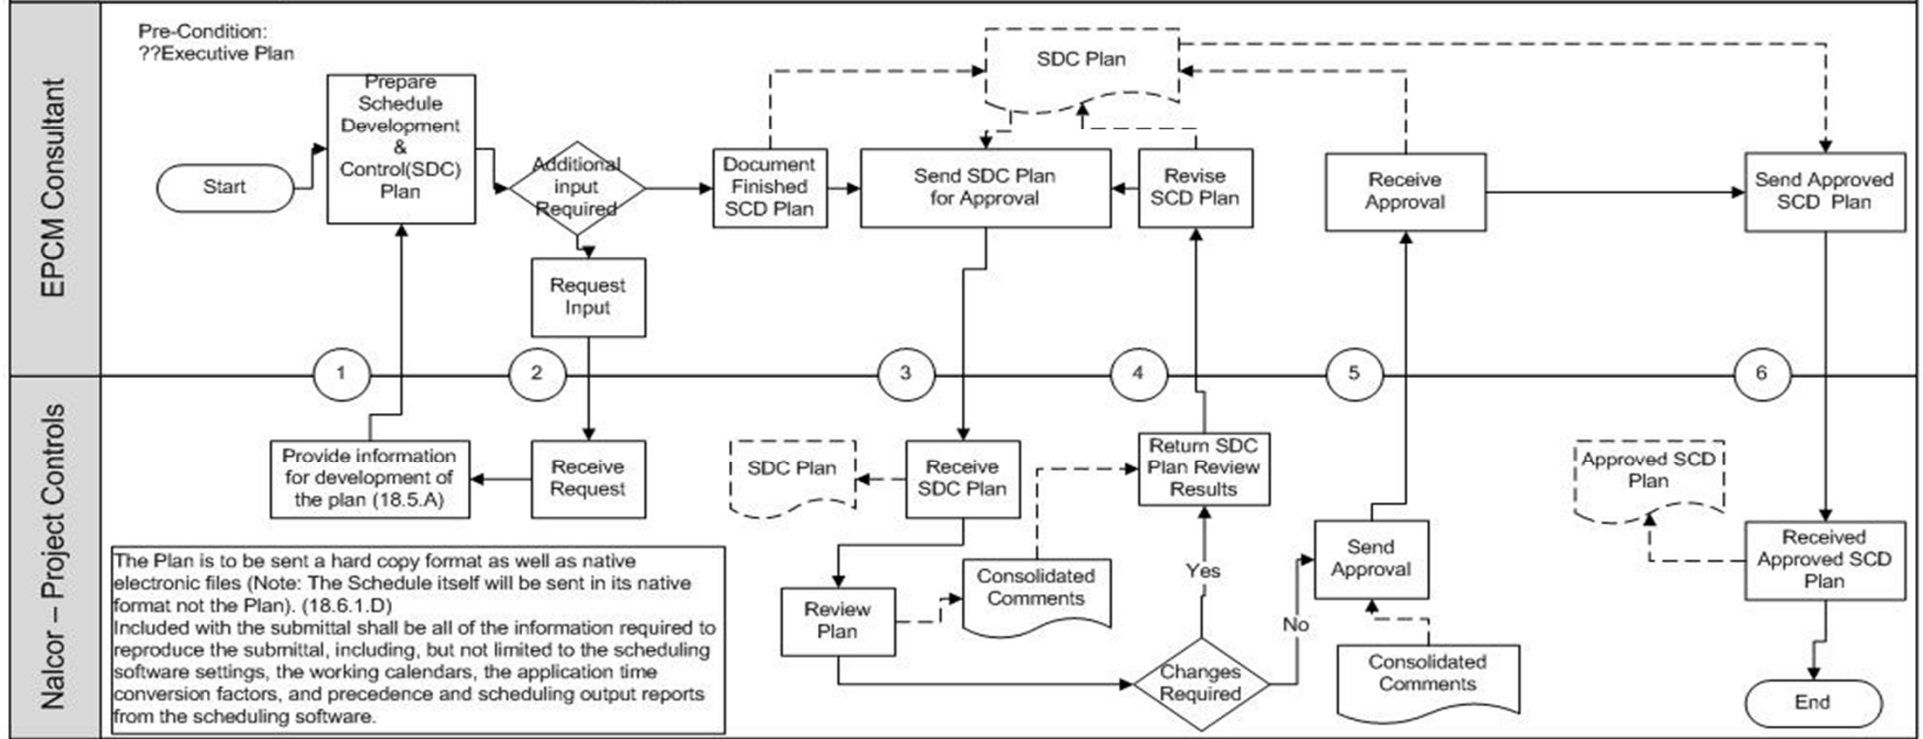 EPCM Consultant
Pre-Condition:
??Executive Plan
Start
Prepare
Schedule
Development
&
Control(SDC)
Plan
Additional
input
Required
Request
Input
Document
Finished
SCD Plan
SDC Plan
Send SDC Plan
for Approval
Revise
SCD Plan
Receive
Approval
Send Approved
SCD Plan
1
2
3
4
5
6
Nalcor – Project Controls
Provide information
for development of
the plan (18.5.A)
Receive
Request
SDC Plan
Receive
SDC Plan
Return SDC
Plan Review
Results
Approved SCD
Plan
The Plan is to be sent a hard copy format as well as native
electronic files (Note: The Schedule itself will be sent in its native
format not the Plan). (18.6.1.D)
Included with the submittal shall be all of the information required to
reproduce the submittal, including, but not limited to the scheduling
software settings, the working calendars, the application time
conversion factors, and precedence and scheduling output reports
from the scheduling software.
Review
Plan
Consolidated
Comments
Yes
Changes
Required
No
Send
Approval
Consolidated
Comments
Received
Approved SCD
Plan
End